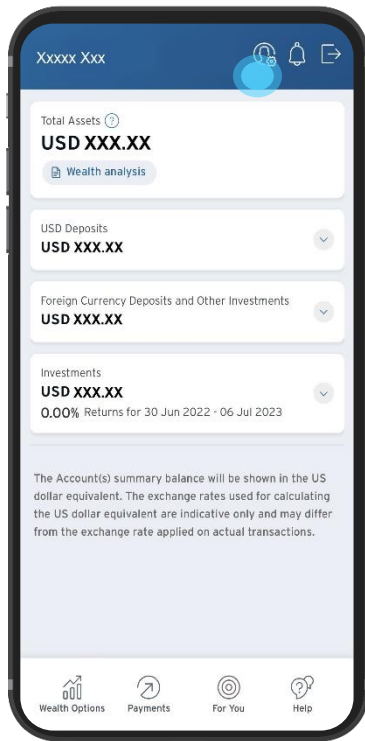 Xxxxx Xxx
Total Assets ?
USD XXX.XX
Wealth analysis
USD Deposits
USD XXX.XX
Foreign Currency Deposits and Other Investments
USD XXX.XX
Investments
USD XXX.XX
0.00% Returns for 30 Jun 2022 - 06 Jul 2023
The Account(s) summary balance will be shown in the US
dollar equivalent. The exchange rates used for calculating
the US dollar equivalent are indicative only and may differ
from the exchange rate applied on actual transactions.
Wealth Options Payments For You Help